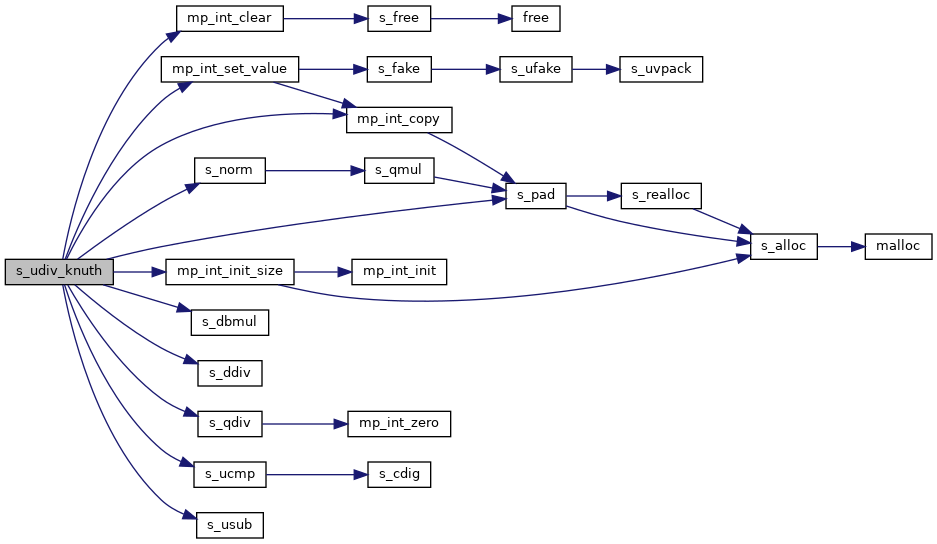 mp_int_clear
s_free
free
mp_int_set_value
s_fake
s_ufake
s_uvpack
mp_int_copy
s_norm
s_qmul
s_pad
s_realloc
s_alloc
malloc
s_udiv_knuth
mp_int_init_size
mp_int_init
s_dbmul
s_ddiv
s_qdiv
mp_int_zero
s_ucmp
s_cdig
s_usub